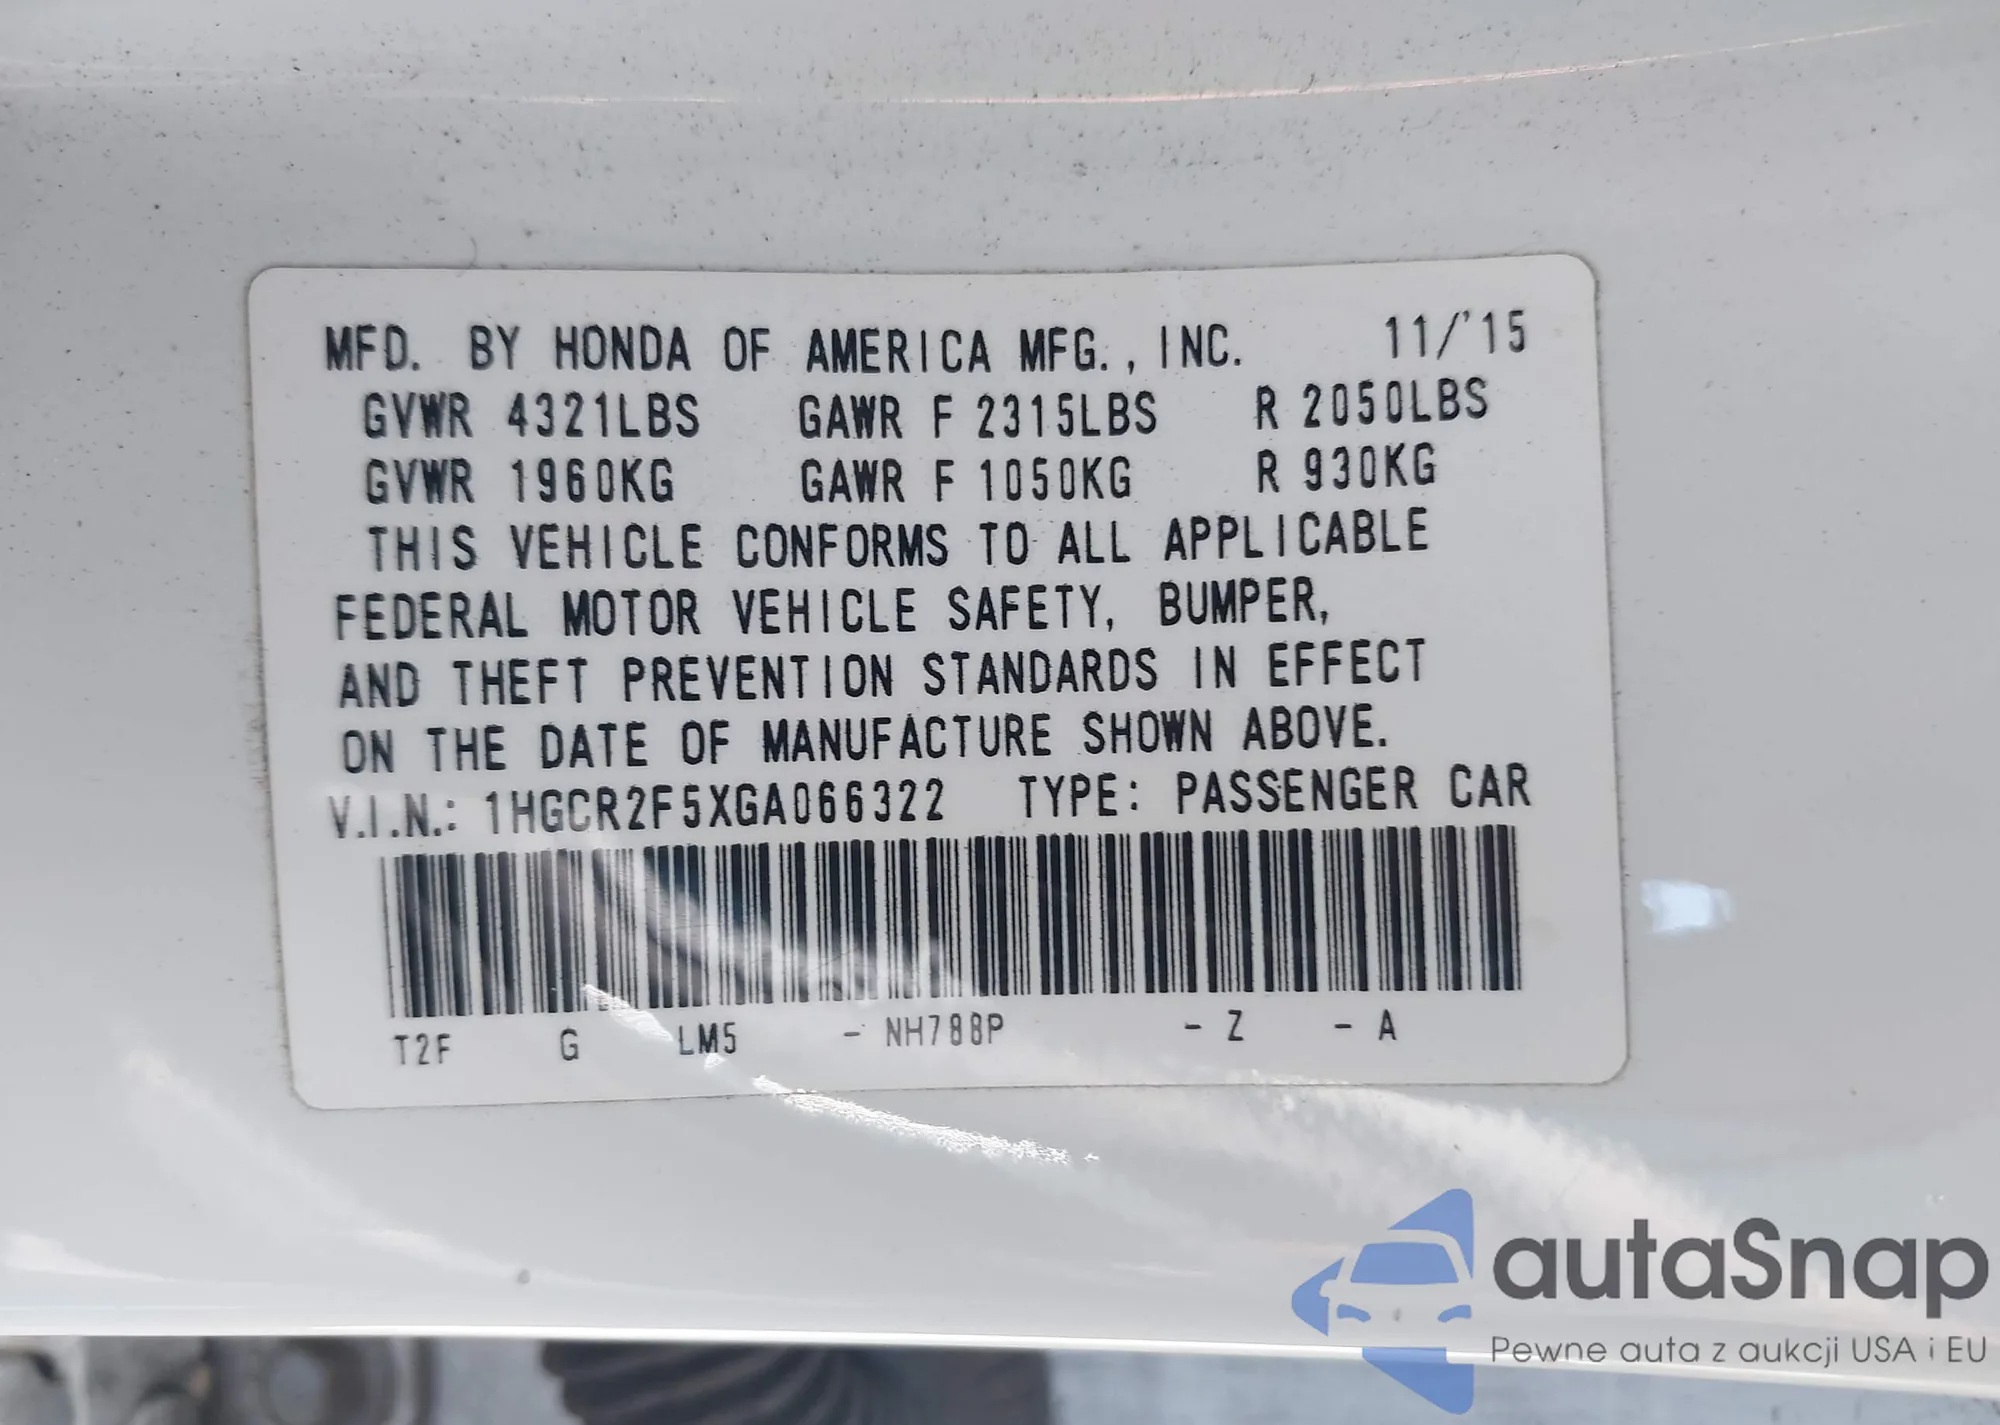 MFD. BY HONDA OF AMERICA MFG., INC. 11/'15
GVWR 4321LBS GAWR F 2315LBS R 2050LBS
GVWR 1960KG GAWR F 1050KG R 930KG
THIS VEHICLE CONFORMS TO ALL APPLICABLE
FEDERAL MOTOR VEHICLE SAFETY, BUMPER,
AND THEFT PREVENTION STANDARDS IN EFFECT
ON THE DATE OF MANUFACTURE SHOWN ABOVE.
V.I.N.: 1HGCR2F5XGA066322 TYPE: PASSENGER CAR
T2F G LM5 - NH788P - Z - A
autaSnap
Pewne auta z aukcji USA i EU